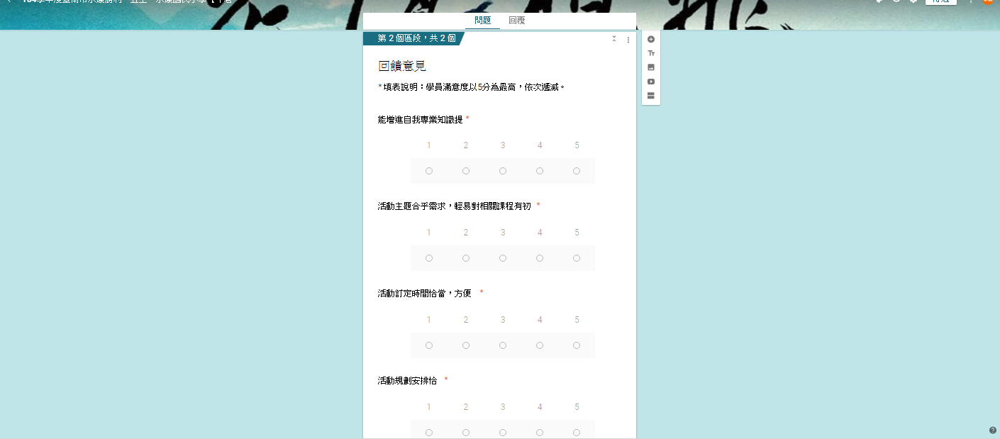 問題 回覆
第 2 個區段，共 2 個
回饋意見
*填表說明：學員滿意度以5分為最高，依次遞減。
能增進自我專業知識提 *
1 2 3 4 5
活動主題合乎需求，輕易對相關課程有初 *
1 2 3 4 5
活動訂定時間恰當，方便 *
1 2 3 4 5
活動規劃安排恰 *
1 2 3 4 5